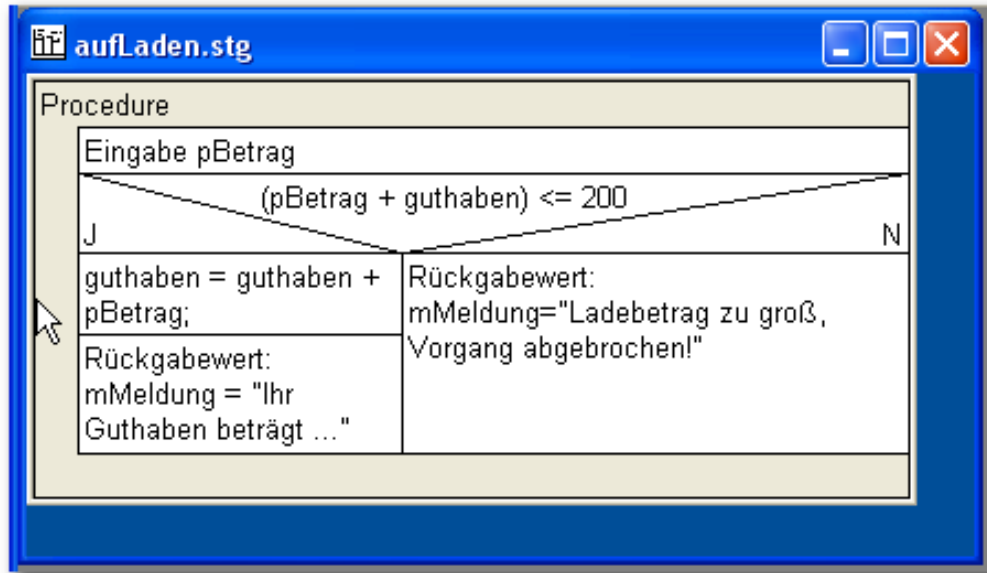 aufLaden.stg
Procedure
Eingabe pBetrag
(pBetrag + guthaben) <= 200
J
N
guthaben = guthaben +
pBetrag;
Rückgabewert:
mMeldung = "Ihr
Guthaben beträgt ..."
Rückgabewert:
mMeldung="Ladebetrag zu groß,
Vorgang abgebrochen!"